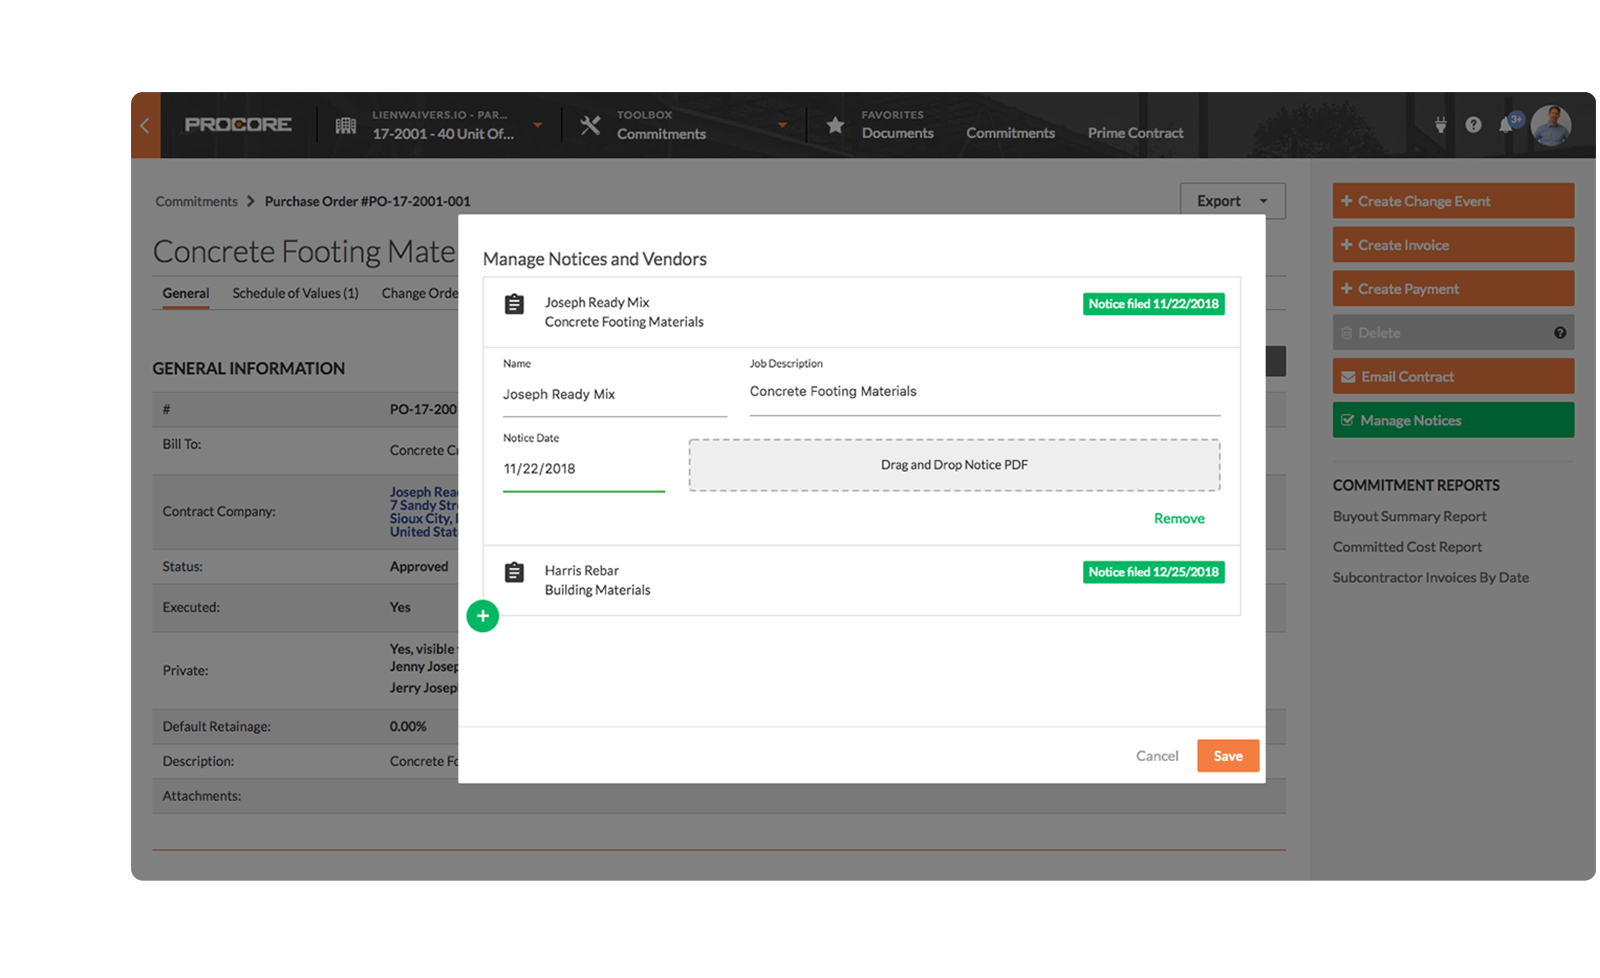 PROCORE
LIENWAIVERS.IO - PAR...
17-2001 - 40 Unit Of...
TOOLBOX
Commitments
FAVORITES
Documents
Commitments
Prime Contract
3+
Commitments
Purchase Order #PO-17-2001-001
Export
Concrete Footing Mate
General
Schedule of Values (1)
Change Orde
GENERAL INFORMATION
#
PO-17-200
Bill To:
Concrete C
Contract Company:
Joseph Rea
7 Sandy Str
Sioux City,
United Stat
Status:
Approved
Executed:
Yes
Private:
Yes, visible
Jenny Josep
Jerry Joseph
Default Retainage:
0.00%
Description:
Concrete Fo
Attachments:
Manage Notices and Vendors
Joseph Ready Mix
Concrete Footing Materials
Notice filed 11/22/2018
Name
Joseph Ready Mix
Job Description
Concrete Footing Materials
Notice Date
11/22/2018
Drag and Drop Notice PDF
Remove
Harris Rebar
Building Materials
Notice filed 12/25/2018
+
Cancel
Save
+ Create Change Event
+ Create Invoice
+ Create Payment
Delete
?
Email Contract
Manage Notices
COMMITMENT REPORTS
Buyout Summary Report
Committed Cost Report
Subcontractor Invoices By Date